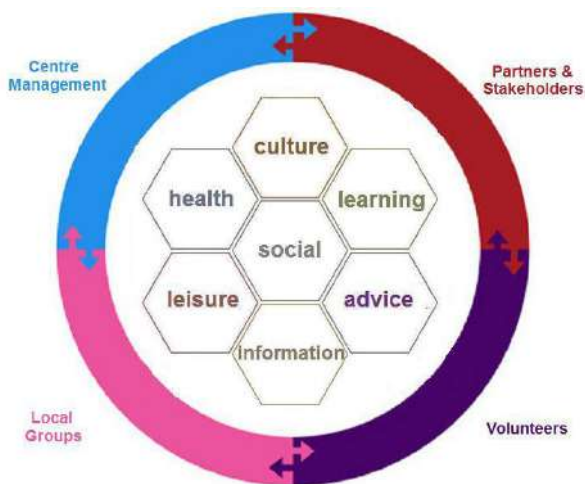 Centre
Management
Partners &
Stakeholders
culture
health
learning
social
leisure
advice
information
Local
Groups
Volunteers